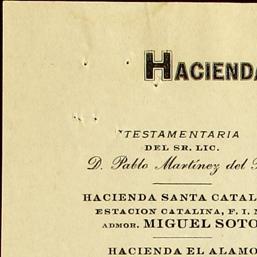 HACIENDA
TESTAMENTARIA
DEL SR. LIC.
D. Pablo Martínez del
HACIENDA SANTA CATAL
ESTACION CATALINA, F. I. N
ADMOR. MIGUEL SOTO
HACIENDA EL ALAMO